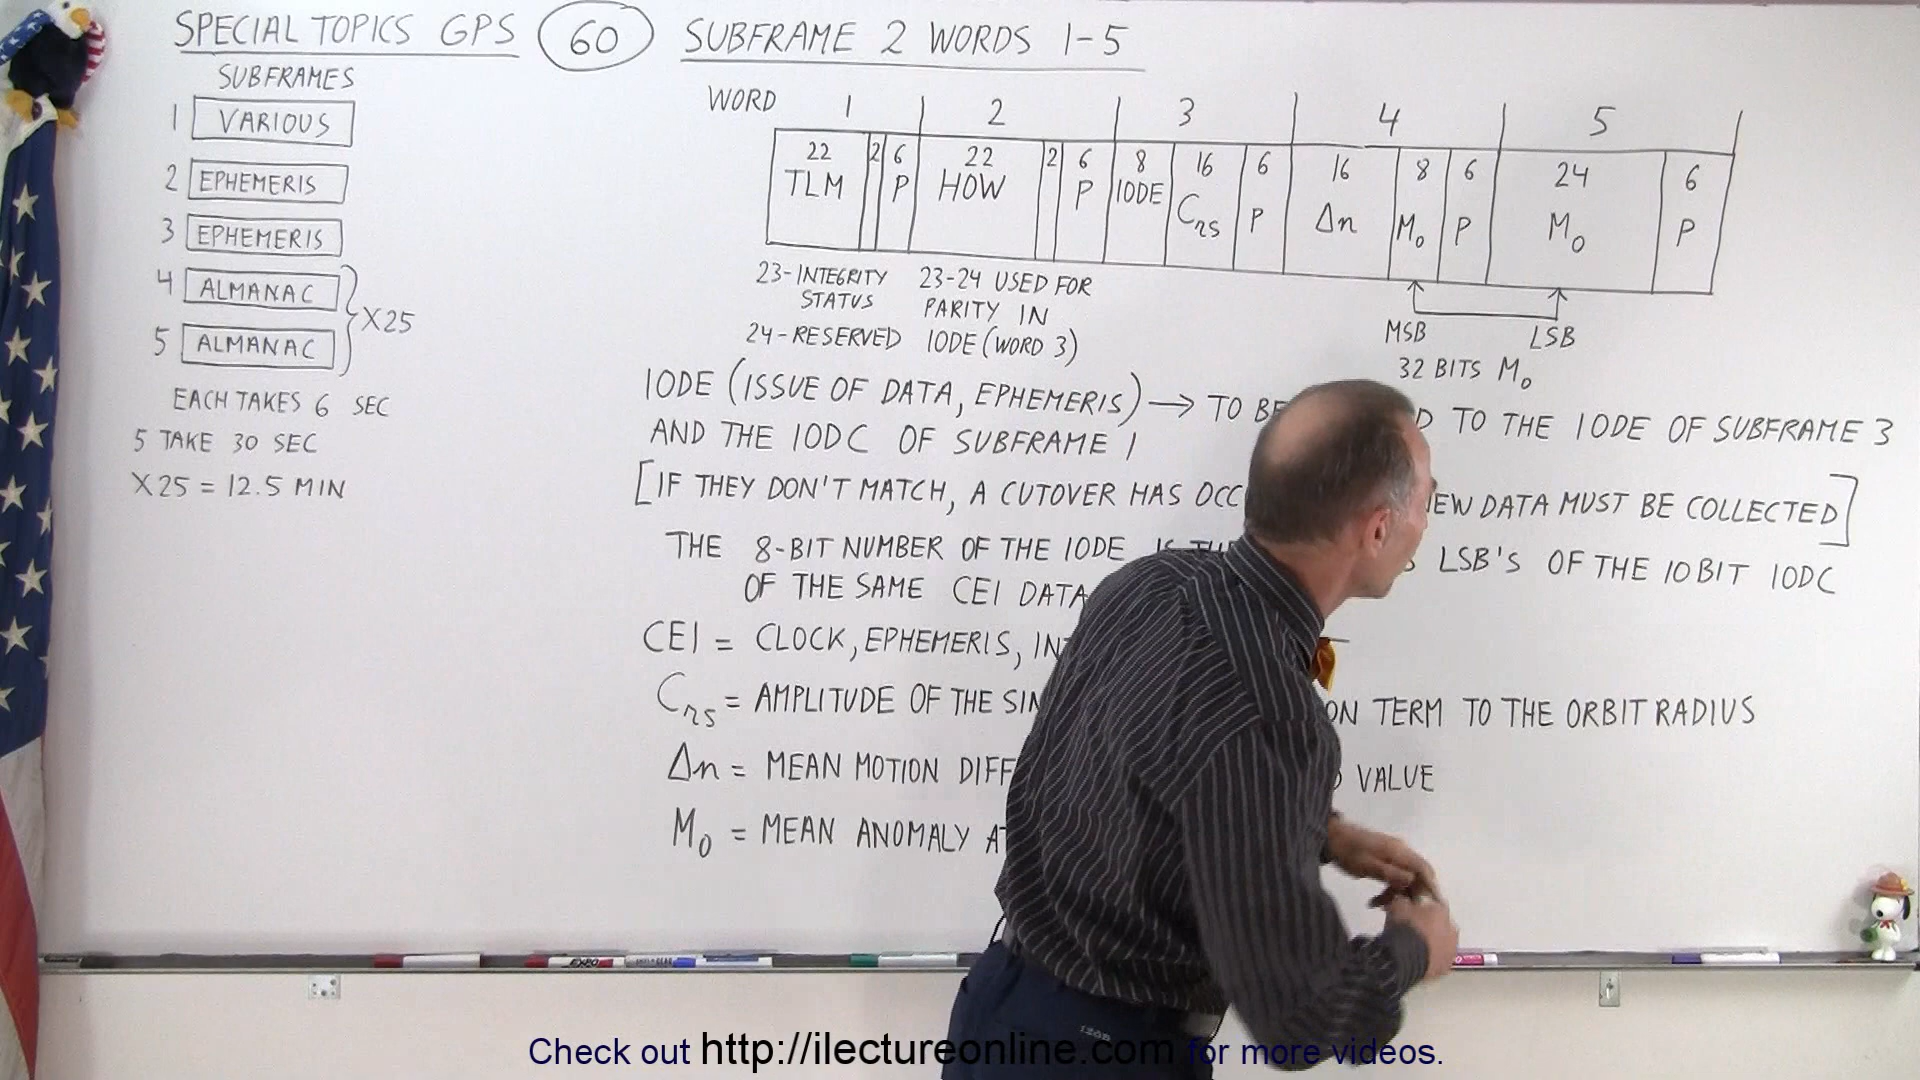 SPECIAL TOPICS GPS 60 SUBFRAME 2 WORDS 1-5
SUBFRAMES
1 VARIOUS
2 EPHEMERIS
3 EPHEMERIS
4 ALMANAC
5 ALMANAC
X25
EACH TAKES 6 SEC
5 TAKE 30 SEC
X25 = 12.5 MIN
WORD 1 2 3 4 5
22 2 6 22 2 6 8 16 6 16 8 6 24 6
TLM P HOW P IODE Crs P Δn M0 P M0 P
23-INTEGRITY STATUS
24-RESERVED
23-24 USED FOR
PARITY IN
IODE (WORD 3)
MSB LSB
32 BITS M0
IODE (ISSUE OF DATA, EPHEMERIS) → TO BE TO THE IODE OF SUBFRAME 3
AND THE IODC OF SUBFRAME 1
[IF THEY DON'T MATCH, A CUTOVER HAS DATA MUST BE COLLECTED]
THE 8-BIT NUMBER OF THE IODE IS THE LSB'S OF THE 10 BIT IODC
OF THE SAME CEI DATA
CEI = CLOCK, EPHEMERIS,
Crs = AMPLITUDE OF THE TERM TO THE ORBIT RADIUS
Δn = MEAN MOTION VALUE
M0 = MEAN ANOMALY
EXPO
Check out http://ilectureonline.com for more videos.